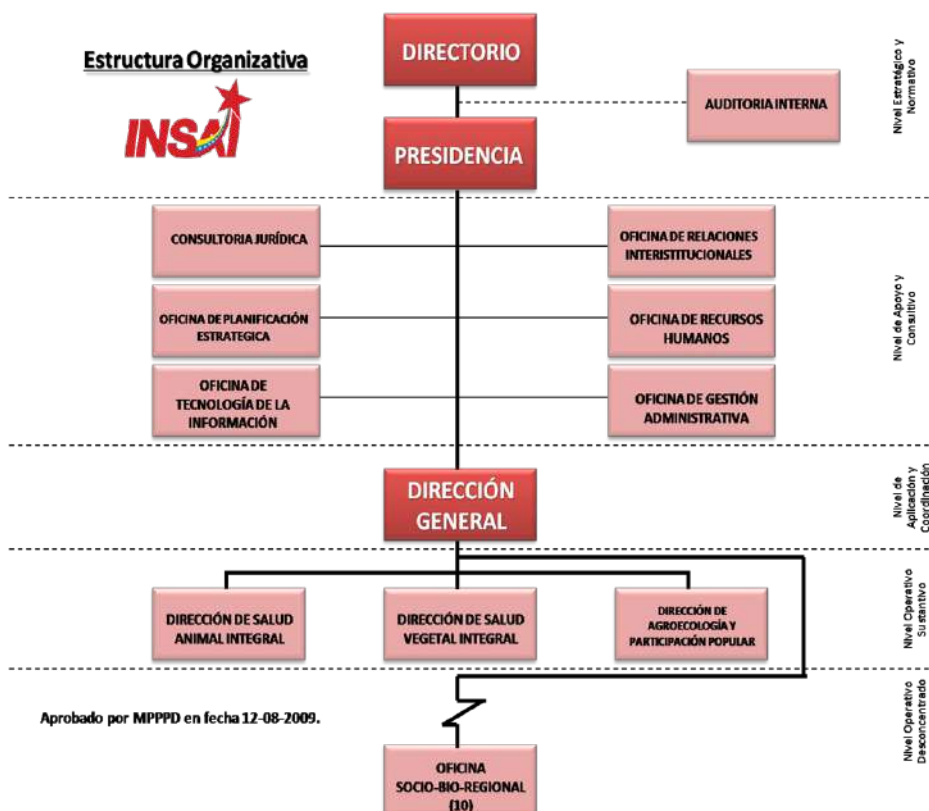 Estructura Organizativa
INSAI
DIRECTORIO
AUDITORIA INTERNA
PRESIDENCIA
Nivel Estratégico y
Normativo
CONSULTORIA JURÍDICA
OFICINA DE RELACIONES
INTERISTITUCIONALES
OFICINA DE PLANIFICACIÓN
ESTRATEGICA
OFICINA DE RECURSOS
HUMANOS
OFICINA DE
TECNOLOGÍA DE LA
INFORMACIÓN
OFICINA DE GESTIÓN
ADMINISTRATIVA
Nivel de Apoyo y
Consultivo
DIRECCIÓN
GENERAL
Nivel de
Aplicación y
Coordinación
DIRECCIÓN DE SALUD
ANIMAL INTEGRAL
DIRECCIÓN DE SALUD
VEGETAL INTEGRAL
DIRECCIÓN DE
AGROECOLOGÍA Y
PARTICIPACIÓN POPULAR
Nivel Operativo
Sustantivo
Aprobado por MPPPD en fecha 12-08-2009.
OFICINA
SOCIO-BIO-REGIONAL
(10)
Nivel Operativo
Desconcentrado